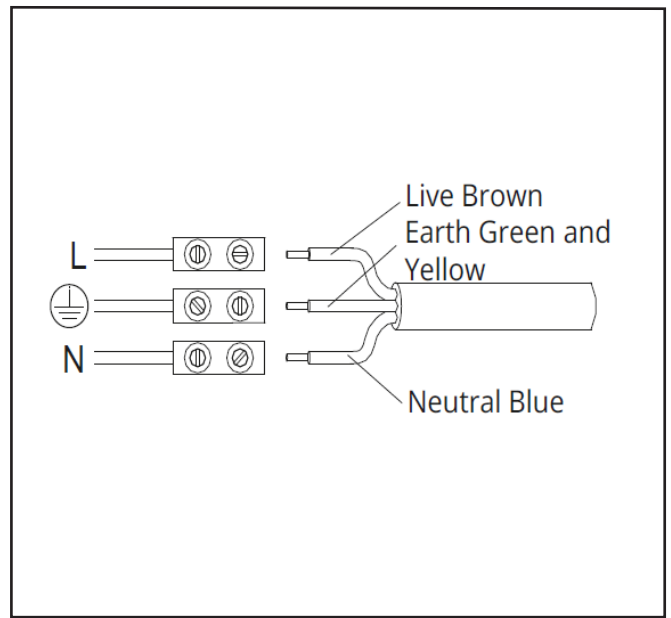 Live Brown
Earth Green and
Yellow
L
N
Neutral Blue